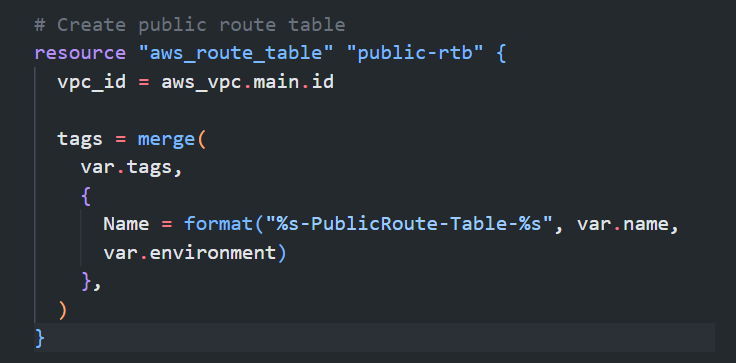 # Create public route table
resource "aws_route_table" "public-rtb" {
  vpc_id = aws_vpc.main.id

  tags = merge(
    var.tags,
    {
      Name = format("%s-PublicRoute-Table-%s", var.name,
      var.environment)
    },
  )
}